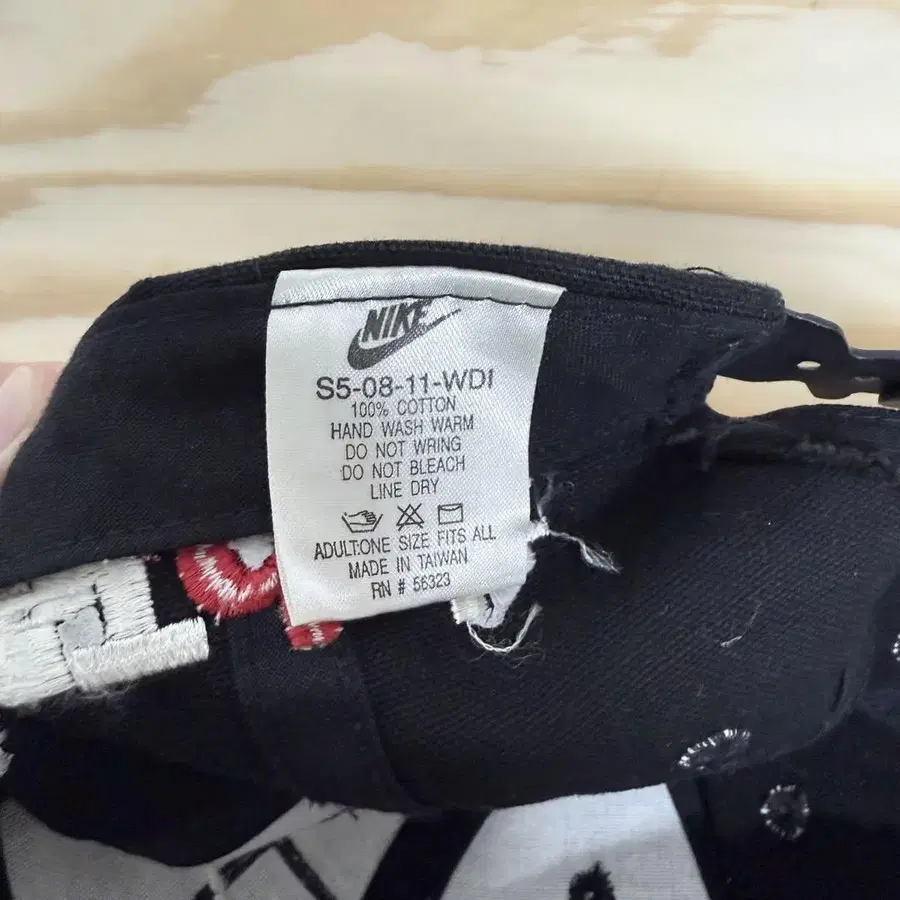 NIKE
S5-08-11-WDI
100% COTTON
HAND WASH WARM
DO NOT WRING
DO NOT BLEACH
LINE DRY
ADULT:ONE SIZE FITS ALL
MADE IN TAIWAN
RN # 56323